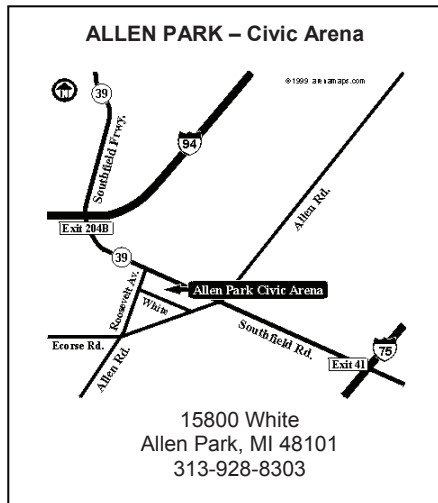 ALLEN PARK – Civic Arena
©1999 arenamaps.com
N
39
Southfield Frwy.
94
Exit 204B
Allen Rd.
39
Roosevelt Av.
White
Allen Park Civic Arena
Ecorse Rd.
Allen Rd.
Southfield Rd.
Exit 41
75
15800 White
Allen Park, MI 48101
313-928-8303